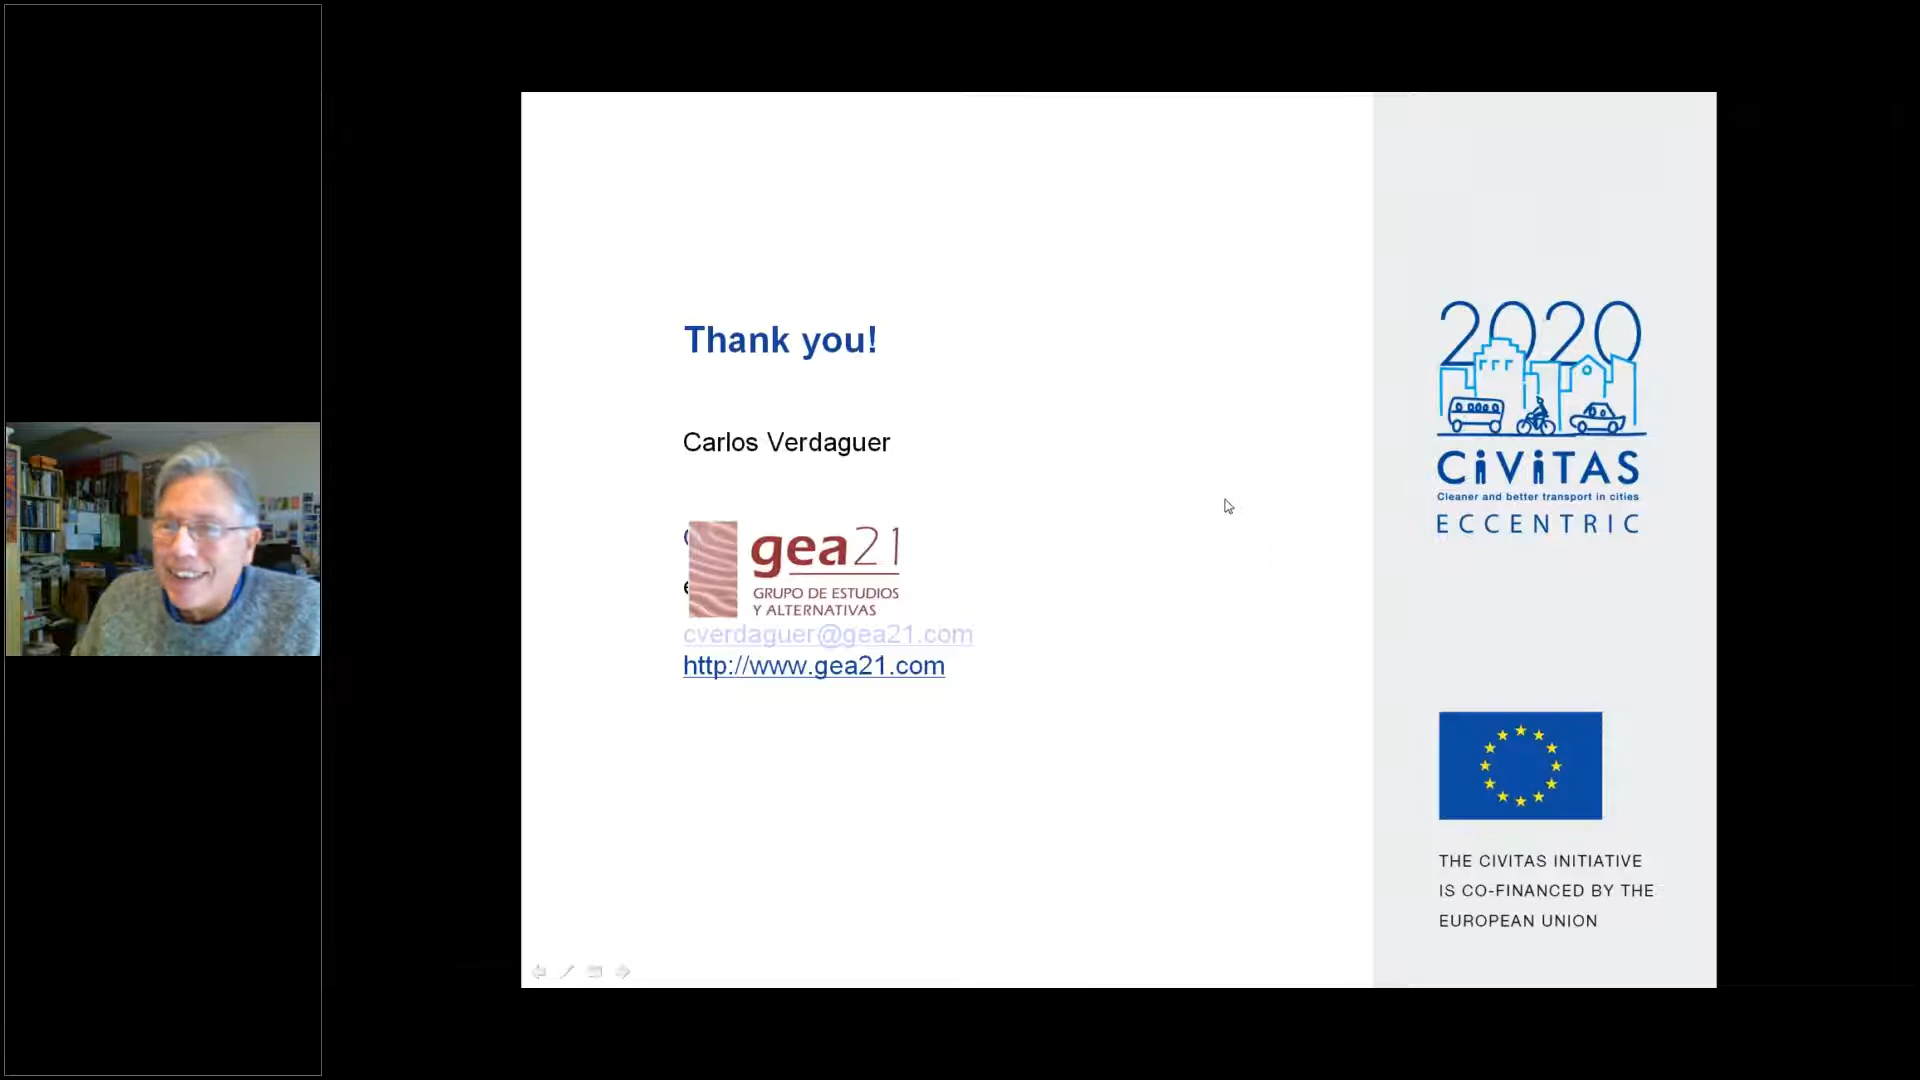 Thank you!
Carlos Verdaguer
gea21
GRUPO DE ESTUDIOS
Y ALTERNATIVAS
cverdaguer@gea21.com
http://www.gea21.com
2020
CiViTAS
Cleaner and better transport in cities
ECCENTRIC
THE CIVITAS INITIATIVE
IS CO-FINANCED BY THE
EUROPEAN UNION